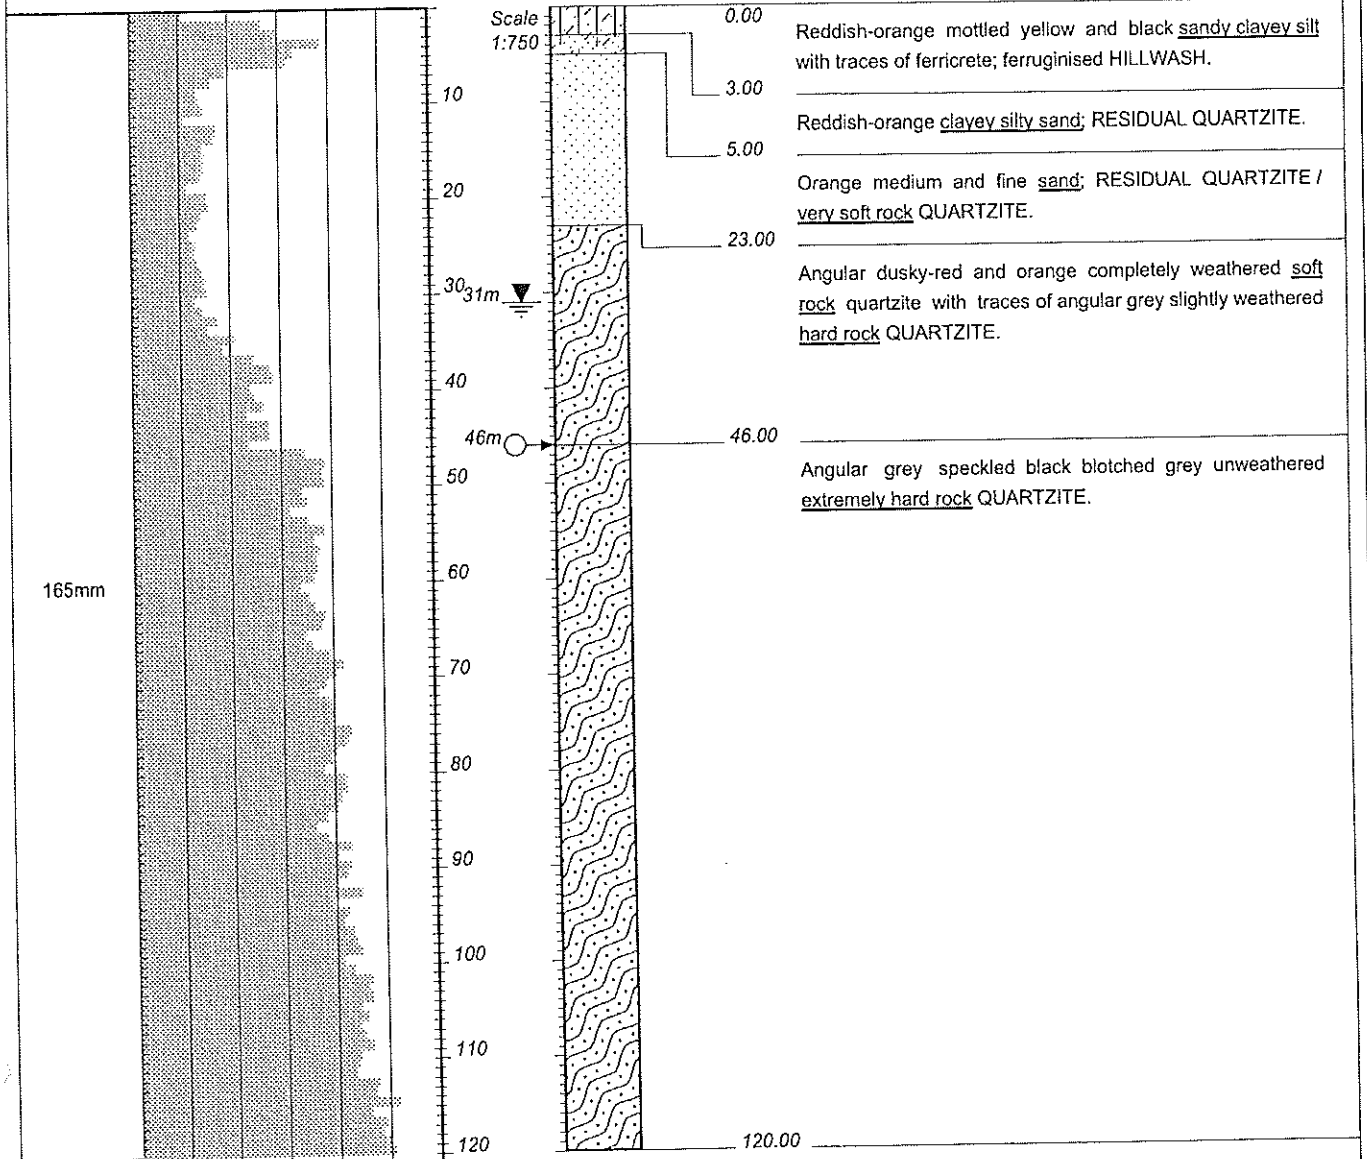 Scale
1:750
0.00
Reddish-orange mottled yellow and black sandy clayey silt
with traces of ferricrete; ferruginised HILLWASH.
3.00
10
Reddish-orange clayey silty sand; RESIDUAL QUARTZITE.
5.00
Orange medium and fine sand; RESIDUAL QUARTZITE /
very soft rock QUARTZITE.
20
23.00
Angular dusky-red and orange completely weathered soft
rock quartzite with traces of angular grey slightly weathered
hard rock QUARTZITE.
30
31m
40
46m
46.00
Angular grey speckled black blotched grey unweathered
extremely hard rock QUARTZITE.
50
60
165mm
70
80
90
100
110
120
120.00